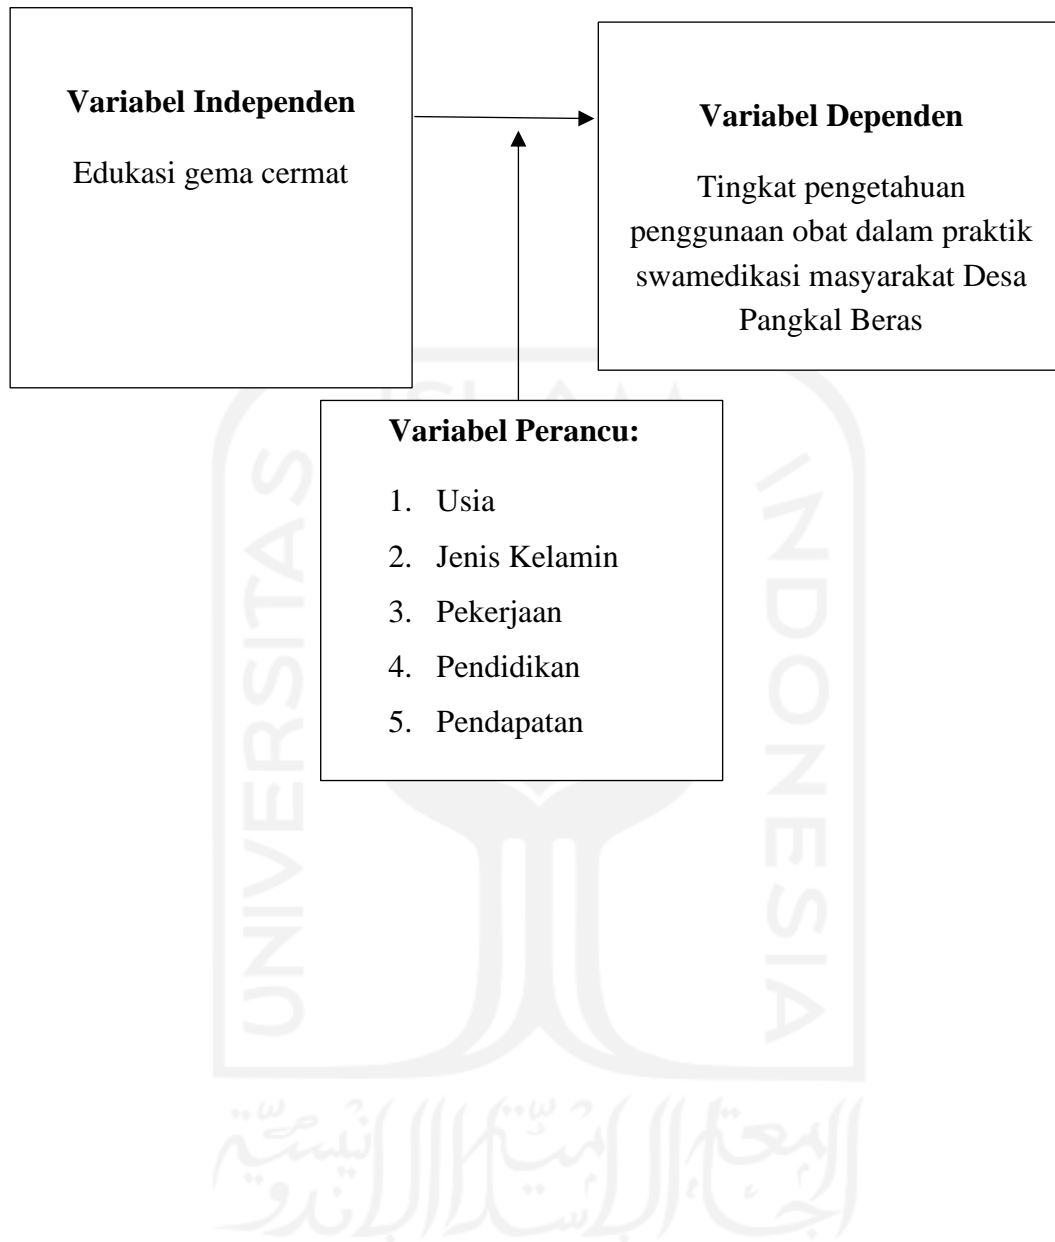 Variabel Independen
Edukasi gema cermat
Variabel Dependen
Tingkat pengetahuan
penggunaan obat dalam praktik
swamedikasi masyarakat Desa
Pangkal Beras
Variabel Perancu:
1. Usia
2. Jenis Kelamin
3. Pekerjaan
4. Pendidikan
5. Pendapatan
ISLAM
UNIVERSITAS
INDONESIA